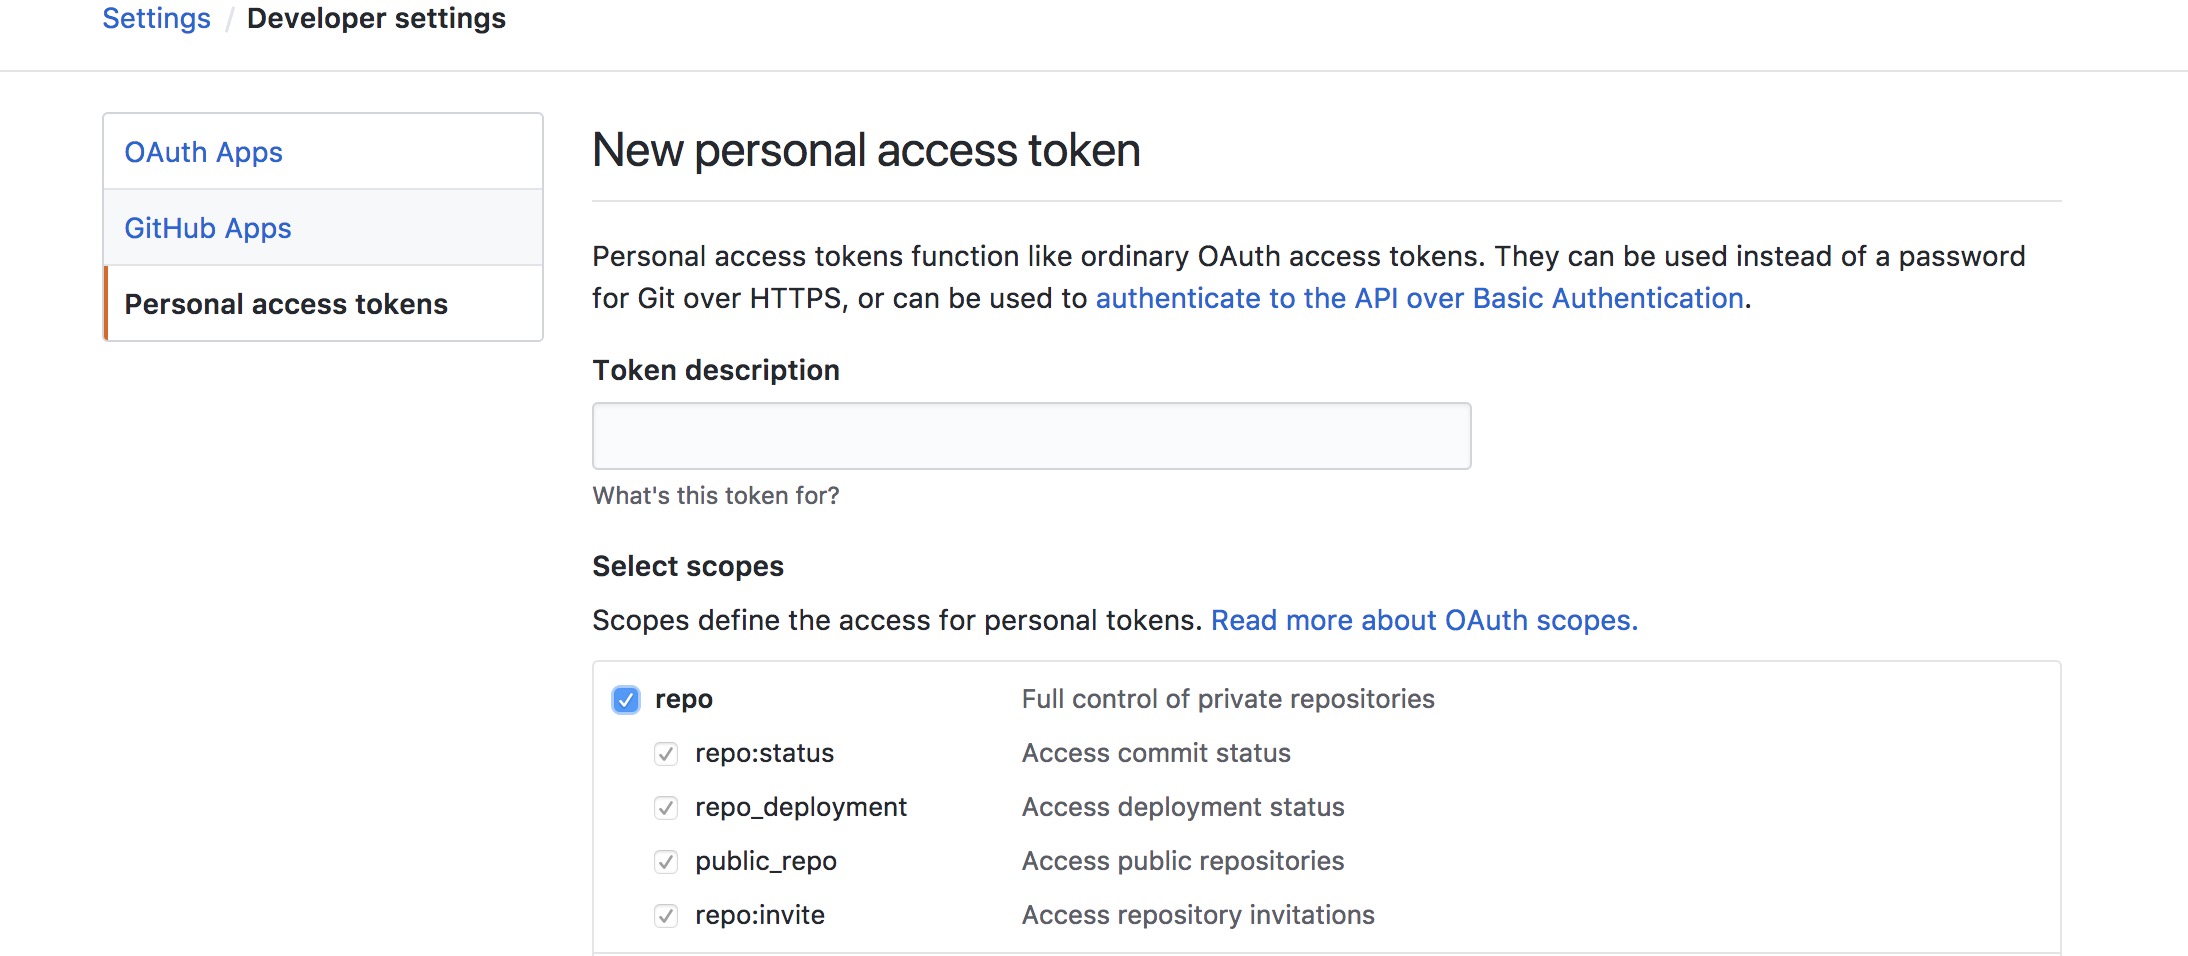 Settings / Developer settings
OAuth Apps
GitHub Apps
Personal access tokens
New personal access token
Personal access tokens function like ordinary OAuth access tokens. They can be used instead of a password
for Git over HTTPS, or can be used to authenticate to the API over Basic Authentication.
Token description
What's this token for?
Select scopes
Scopes define the access for personal tokens. Read more about OAuth scopes.
repo Full control of private repositories
repo:status Access commit status
repo_deployment Access deployment status
public_repo Access public repositories
repo:invite Access repository invitations